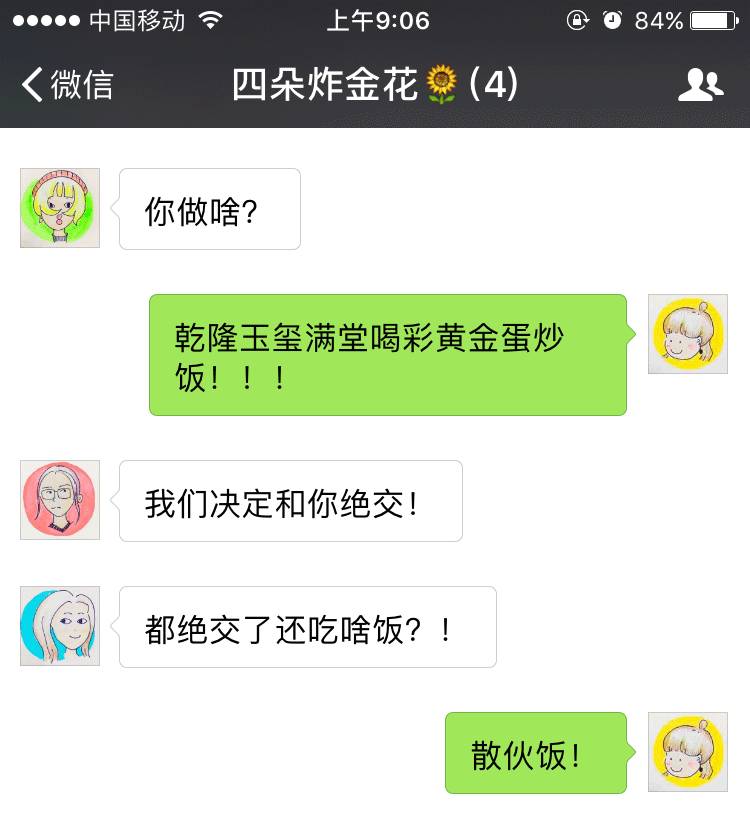 中国移动 上午9:06 84%
微信 四朵炸金花🌻(4)
你做啥?
乾隆玉玺满堂喝彩黄金蛋炒
饭!!!
我们决定和你绝交!
都绝交了还吃啥饭?!
散伙饭!